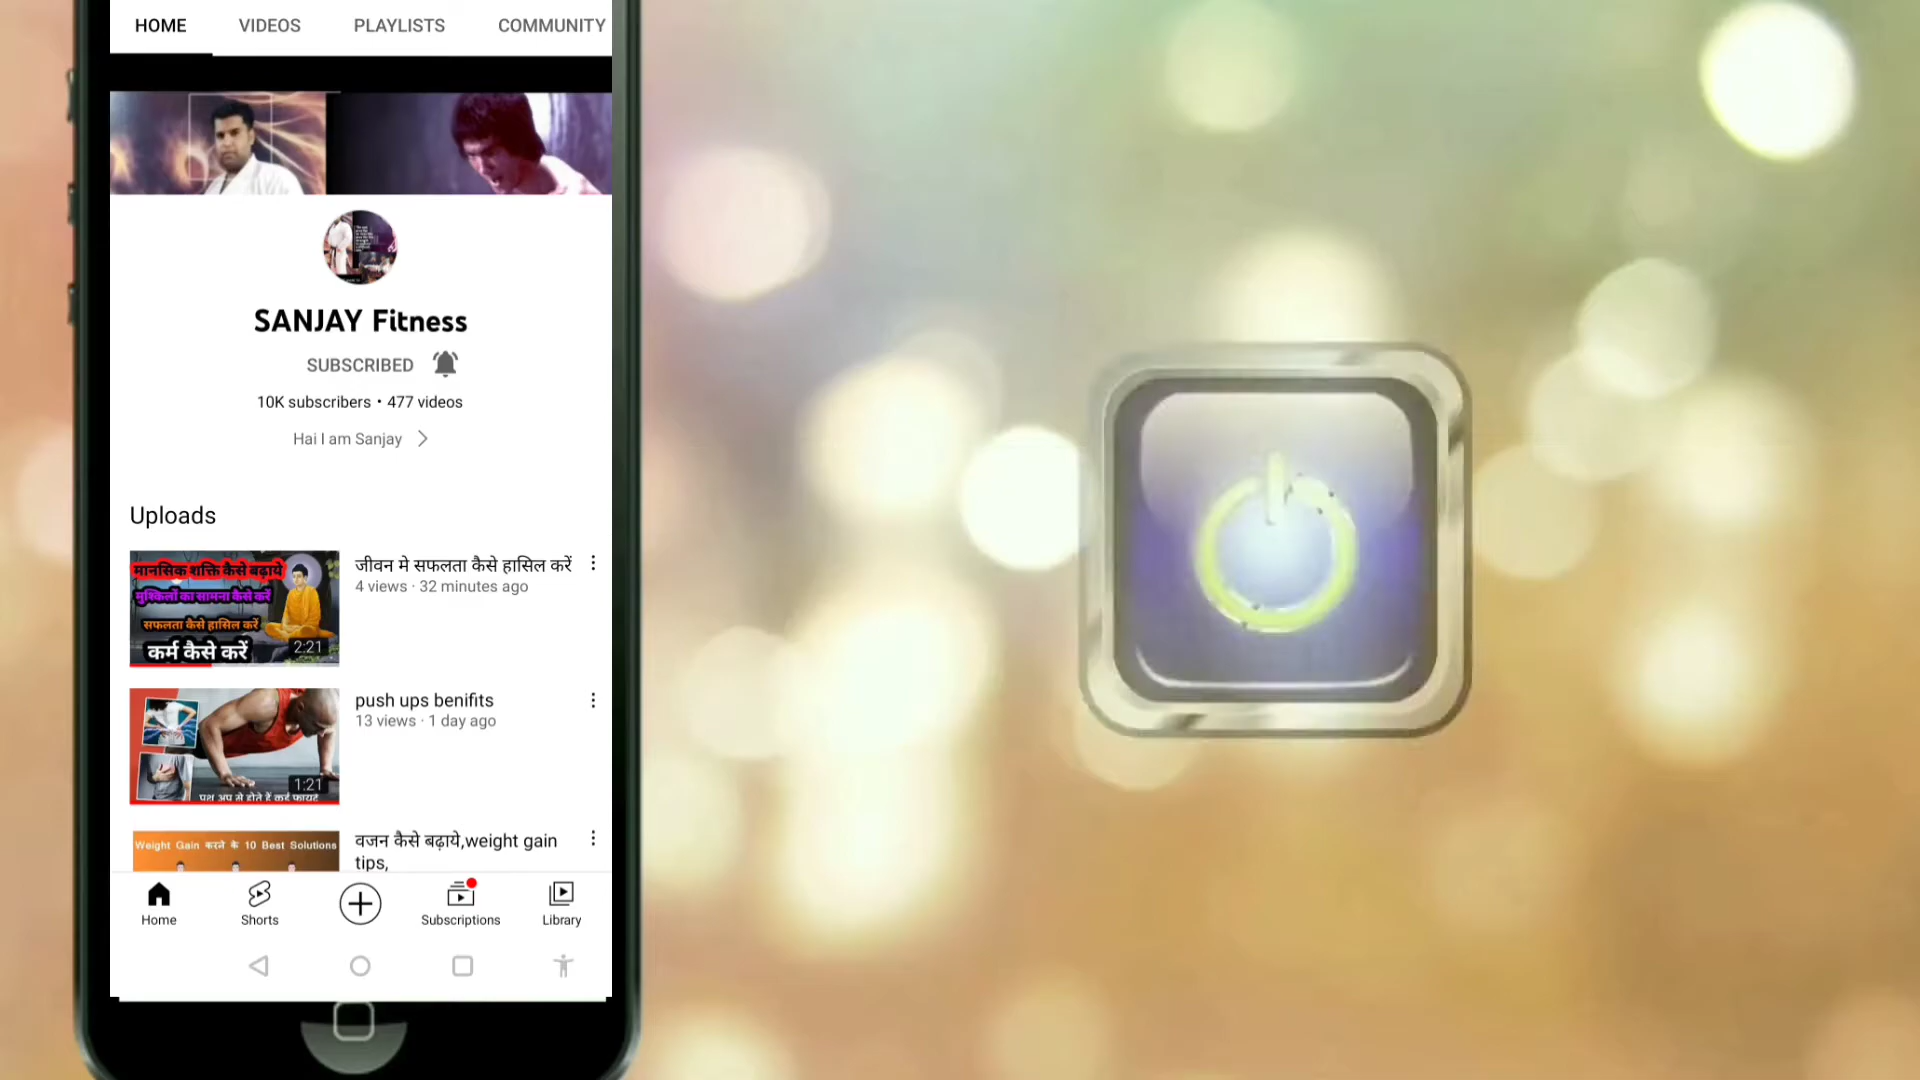 HOME VIDEOS PLAYLISTS COMMUNITY
SANJAY Fitness
SUBSCRIBED
10K subscribers • 477 videos
Hai I am Sanjay
Uploads
मानसिक शक्ति कैसे बढ़ाये
मुश्किलों का सामना कैसे करें
सफलता कैसे हासिल करें
कर्म कैसे करें
2:21
जीवन मे सफलता कैसे हासिल करें
4 views · 32 minutes ago
push ups benifits
13 views · 1 day ago
1:21
पुश अप से होते हैं कई फायदे
Weight Gain करने के 10 Best Solutions
वजन कैसे बढ़ाये,weight gain
tips,
Home Shorts Subscriptions Library